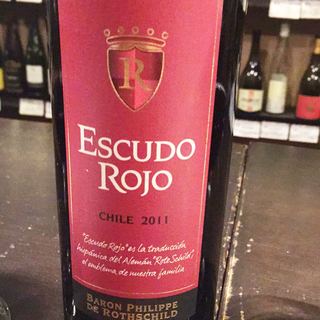 R
ESCUDO
ROJO
CHILE 2011
"Escudo Rojo" es la traducción
hispánica del Alemán "Rote Schild",
el emblema de nuestra familia
BARON PHILIPPE
DE ROTHSCHILD